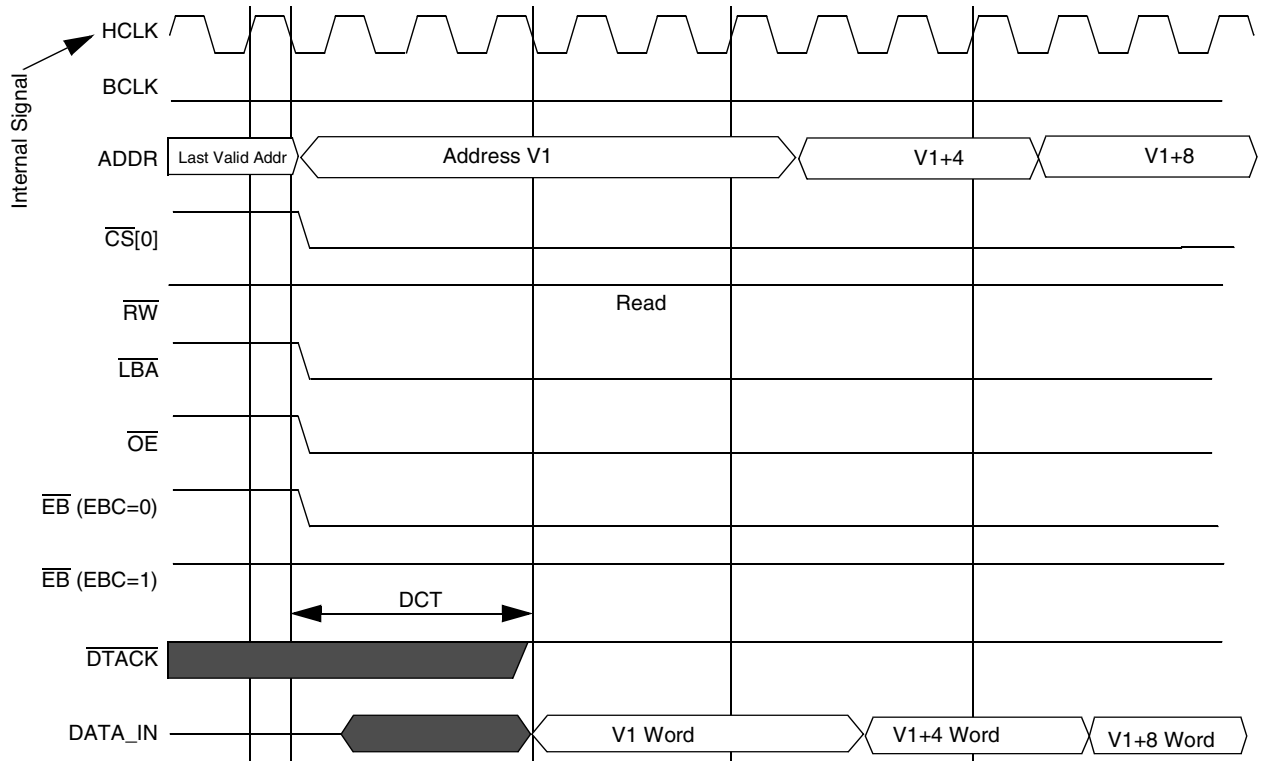 Internal Signal
HCLK
BCLK
ADDR Last Valid Addr Address V1 V1+4 V1+8
CS[0]
RW Read
LBA
OE
EB (EBC=0)
EB (EBC=1)
DCT
DTACK
DATA_IN V1 Word V1+4 Word V1+8 Word